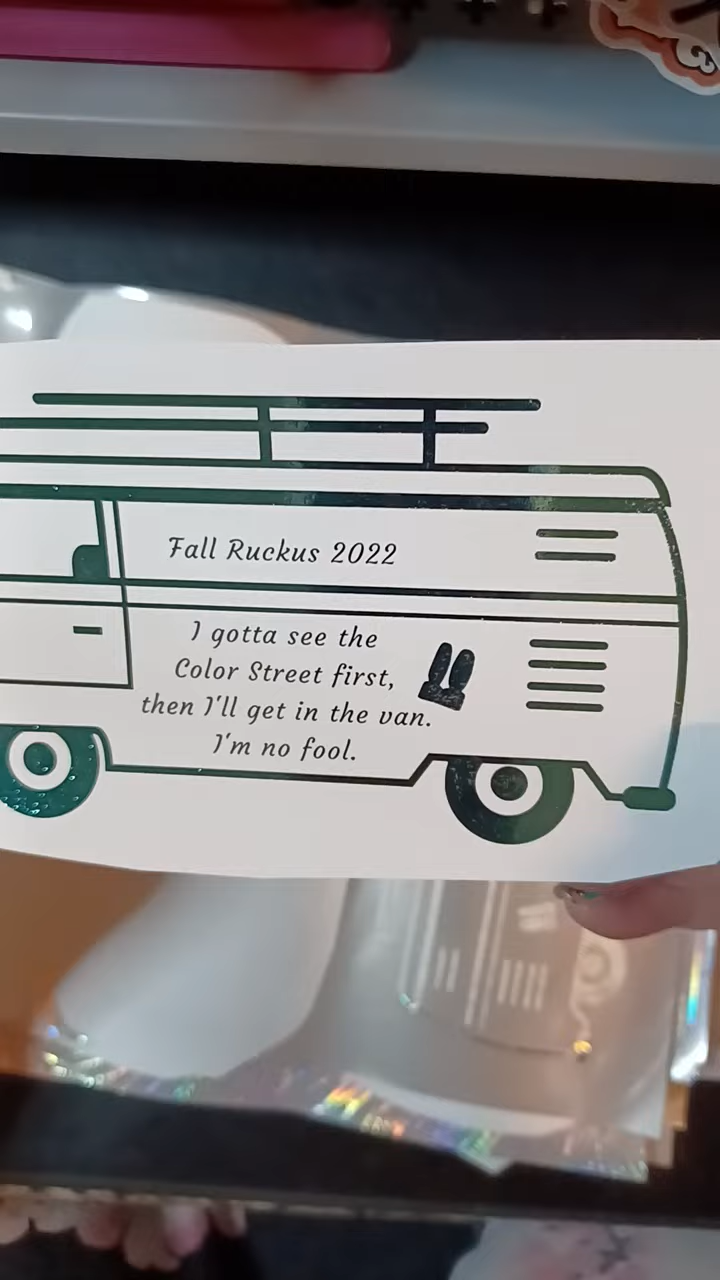 Fall Ruckus 2022
I gotta see the
Color Street first,
then I'll get in the van.
I'm no fool.